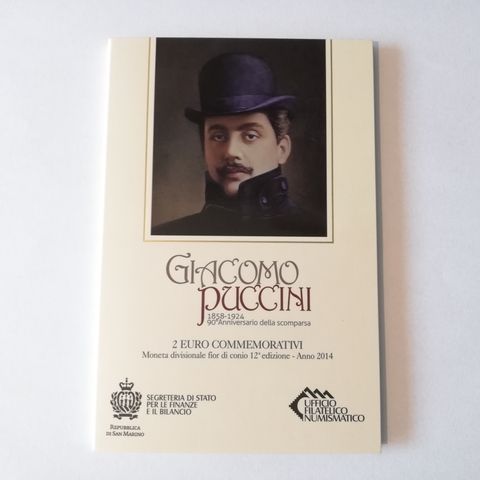 GIACOMO
PUCCINI
1858-1924
90°Anniversario della scomparsa
2 EURO COMMEMORATIVI
Moneta divisionale fior di conio 12ª edizione - Anno 2014
SEGRETERIA DI STATO
PER LE FINANZE
E IL BILANCIO
REPUBBLICA
DI SAN MARINO
UFFICIO
FILATELICO
NUMISMATICO